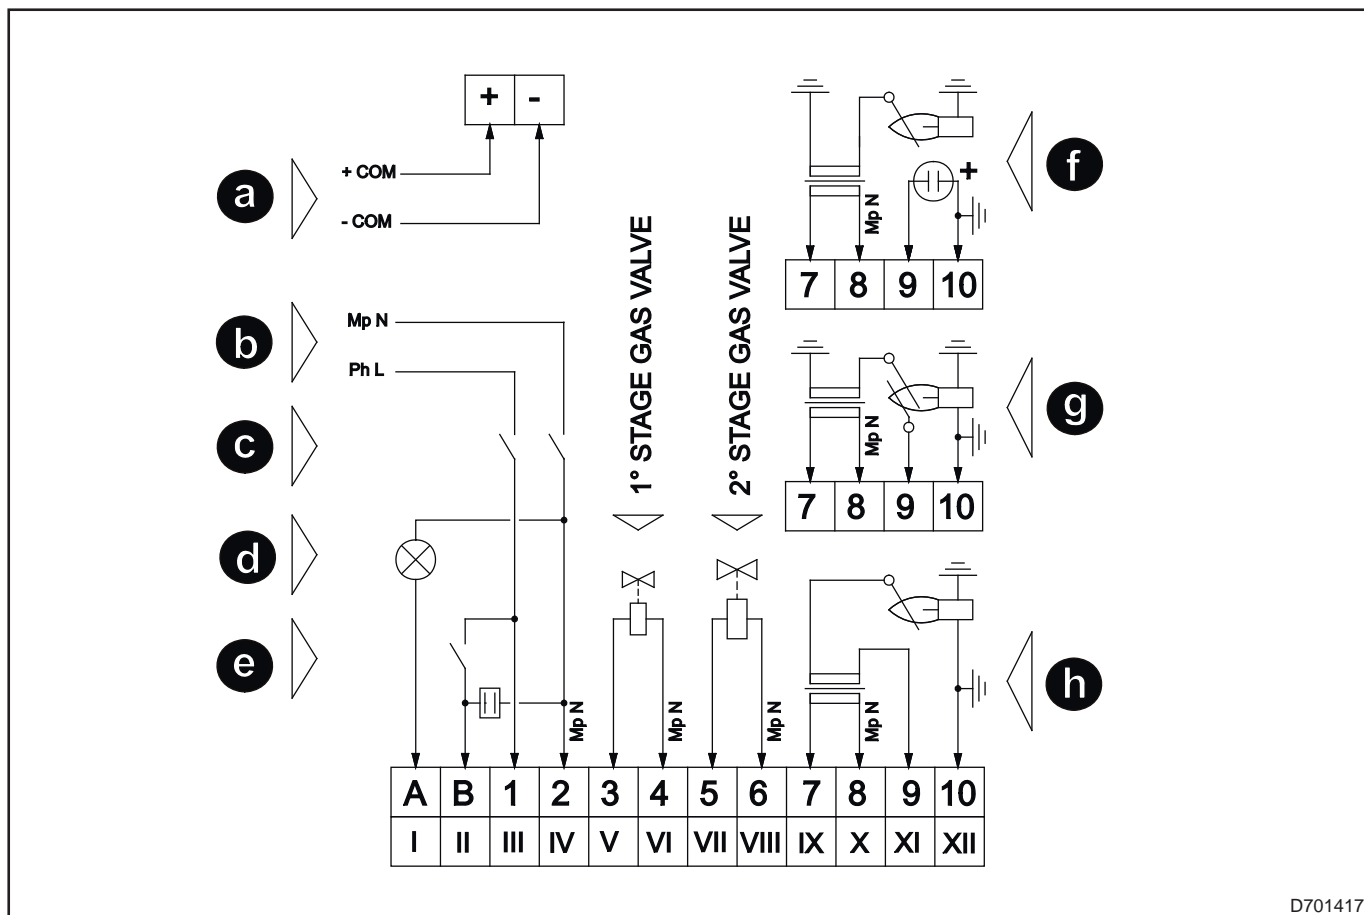 + -
a
+ COM
- COM
b
Mp N
Ph L
c
d
e
1° STAGE GAS VALVE
2° STAGE GAS VALVE
Mp N
Mp N
Mp N
A B 1 2 3 4 5 6 7 8 9 10
I II III IV V VI VII VIII IX X XI XII
+
Mp N
7 8 9 10
f
Mp N
7 8 9 10
g
Mp N
h
D701417